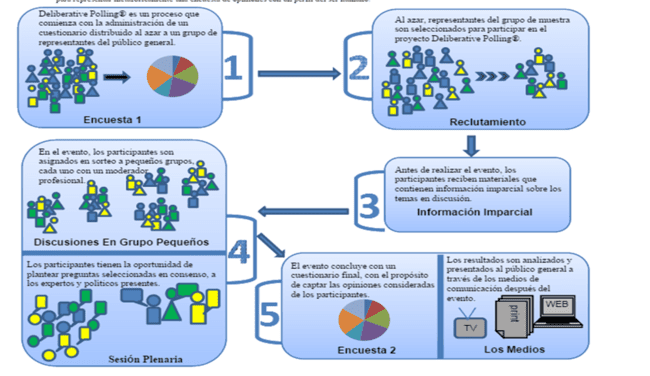 Deliberative Polling® es un proceso que
comienza con la administración de un
cuestionario distribuido al azar a un grupo de
representantes del público general.
1
Encuesta 1
2
Al azar, representantes del grupo de muestra
son seleccionados para participar en el
proyecto Deliberative Polling®.
Reclutamiento
3
Antes de realizar el evento, los
participantes reciben materiales que
contienen información imparcial sobre los
temas en discusión.
Información Imparcial
En el evento, los participantes son
asignados en sorteo a pequeños grupos,
cada uno con un moderador
profesional.
Discusiones En Grupo Pequeños
4
Los participantes tienen la oportunidad de
plantear preguntas seleccionadas en consenso, a
los expertos y políticos presentes.
Sesión Plenaria
5
El evento concluye con un
cuestionario final, con el propósito
de captar las opiniones consideradas
de los participantes.
Encuesta 2
Los resultados son analizados y
presentados al público general a
través de los medios de
comunicación después del
evento.
TV
print
WEB
Los Medios